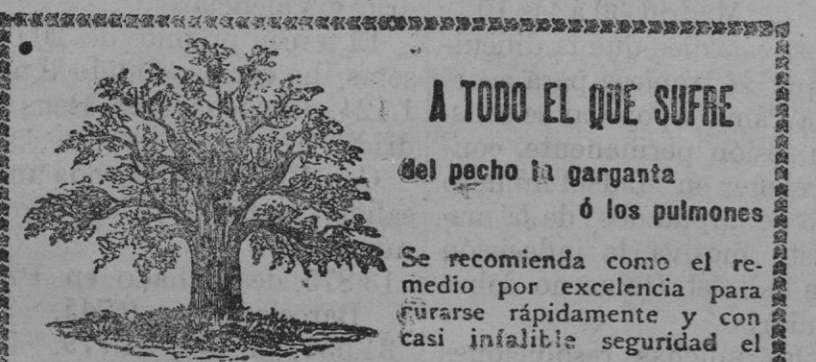 A TODO EL QUE SUFRE
del pecho la garganta
ó los pulmones
Se recomienda como el re-
medio por excelencia para
curarse rápidamente y con
casi infalible seguridad el